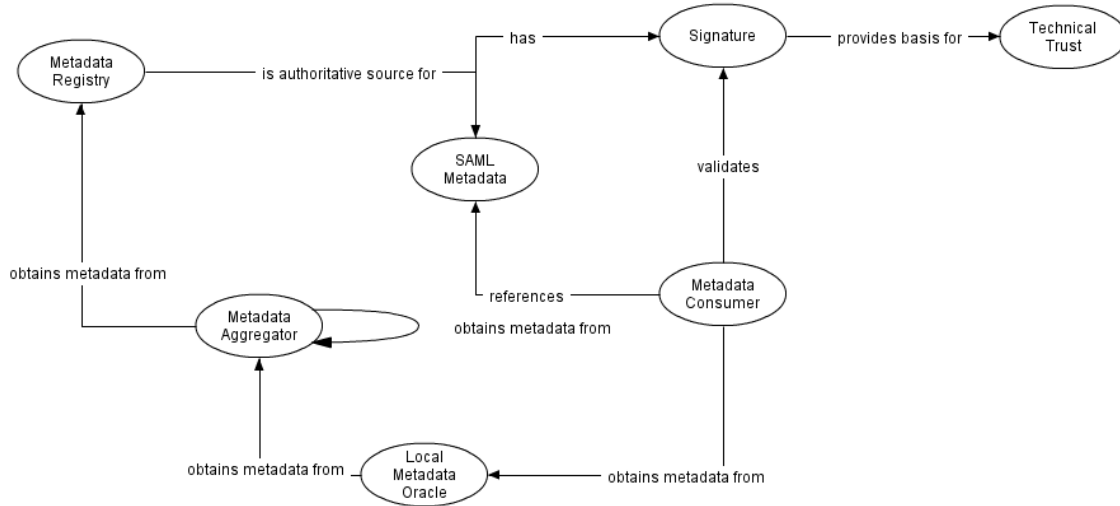 has
Signature
provides basis for
Technical
Trust
Metadata
Registry
is authoritative source for
SAML
Metadata
validates
obtains metadata from
Metadata
Consumer
references
Metadata
Aggregator
obtains metadata from
Local
Metadata
Oracle
obtains metadata from
obtains metadata from